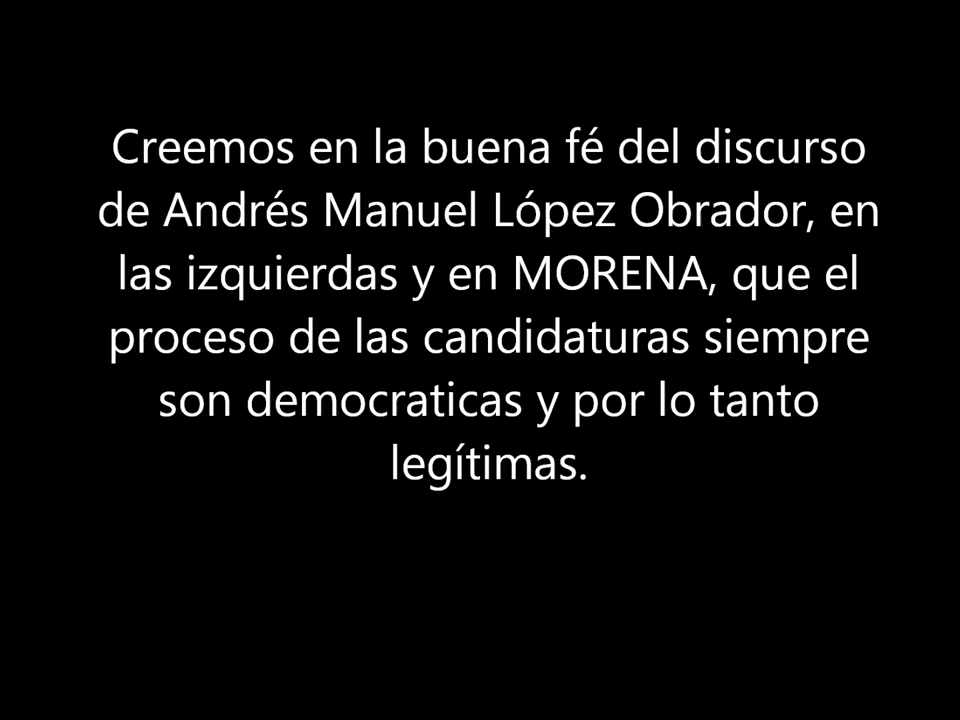 Creemos en la buena fé del discurso
de Andrés Manuel López Obrador, en
las izquierdas y en MORENA, que el
proceso de las candidaturas siempre
son democraticas y por lo tanto
legítimas.